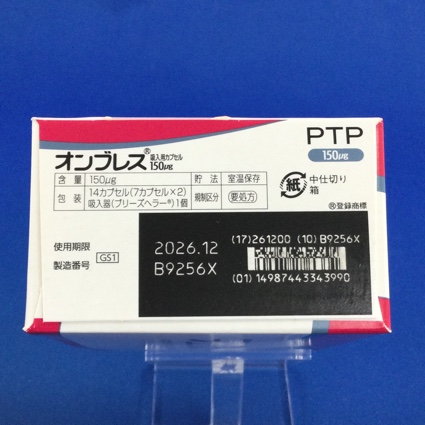 PTP
オンブレス® 吸入用カプセル 150μg
150μg
含量 150μg 貯法 室温保存
包装 14カプセル(7カプセル×2) 吸入器(ブリーズヘラー®)1個 規制区分 要処方
紙 中仕切り 箱
®登録商標
使用期限 2026.12
製造番号 GS1 B9256X
(17)261200 (10)B9256X
(01)14987443343990